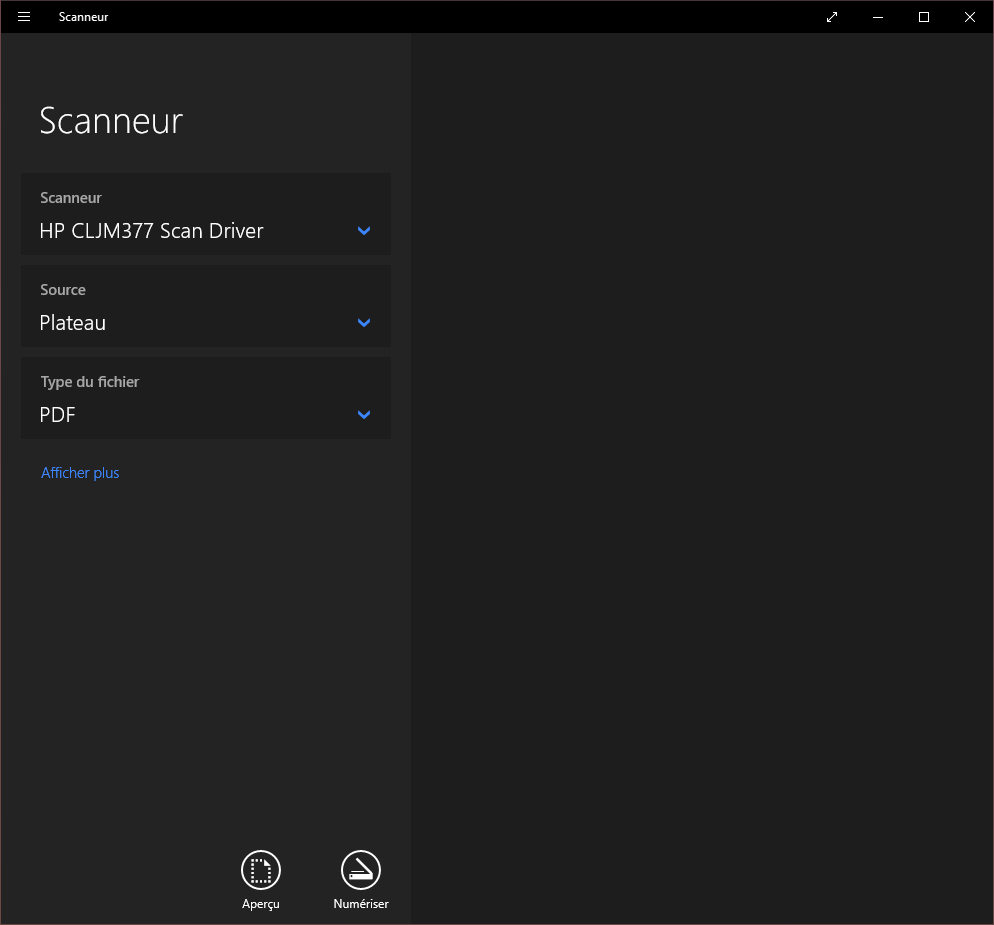 Scanneur
Scanneur
Scanneur
HP CLJM377 Scan Driver
Source
Plateau
Type du fichier
PDF
Afficher plus
Aperçu
Numériser